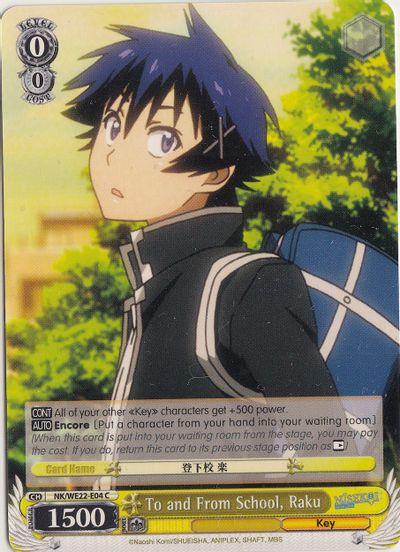 LEVEL
0
0
COST
CONT All of your other «Key» characters get +500 power.
AUTO Encore [Put a character from your hand into your waiting room]
(When this card is put into your waiting room from the stage, you may pay
the cost. If you do, return this card to its previous stage position as
Card Name 登下校 楽
CH NK/WE22-E04 C
To and From School, Raku
NISEKOI
POWER 1500
Key
©Naoshi Komi/SHUEISHA, ANIPLEX, SHAFT, MBS